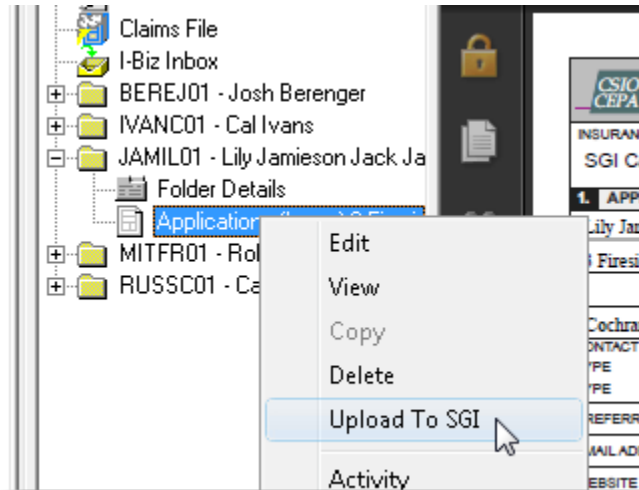 Claims File
I-Biz Inbox
BEREJ01 - Josh Berenger
IVANC01 - Cal Ivans
JAMIL01 - Lily Jamieson Jack Ja
Folder Details
Application
MITFR01 - Rol
RUSSC01 - Ca
Edit
View
Copy
Delete
Upload To SGI
Activity
CSIO
CEPA
INSURAN
SGI C
1. APP
Lily Jar
Firesi
Cochra
ONTACT
YPE
YPE
REFERR
MAIL ADI
EBSITE